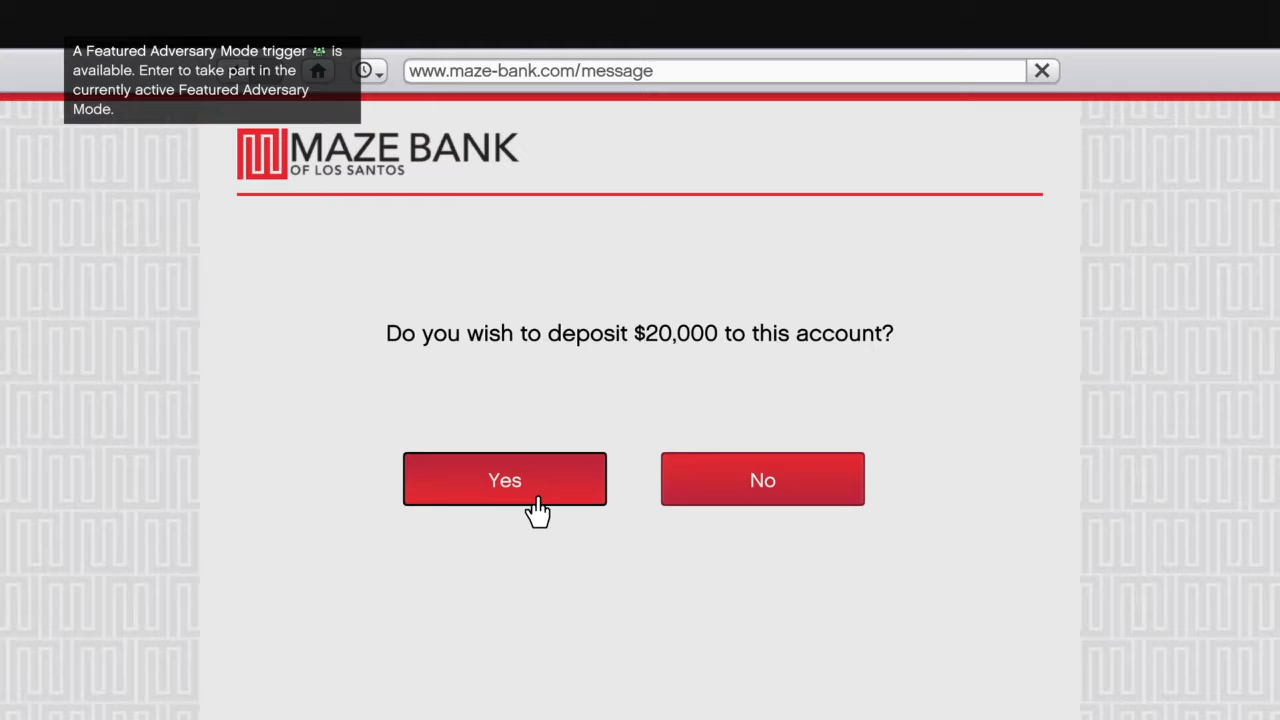 A Featured Adversary Mode trigger is
available. Enter to take part in the
currently active Featured Adversary
Mode.
www.maze-bank.com/message
MAZE BANK
OF LOS SANTOS
Do you wish to deposit $20,000 to this account?
Yes
No